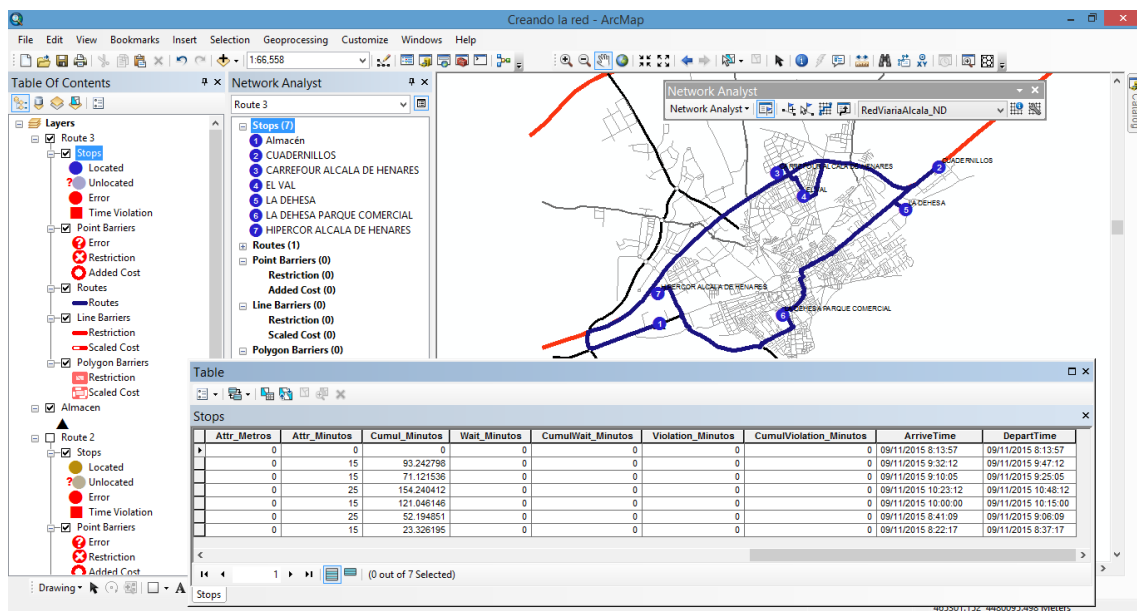 Creando la red - ArcMap
File Edit View Bookmarks Insert Selection Geoprocessing Customize Windows Help
1:66,558
Table Of Contents
Layers
Route 3
Stops
Located
? Unlocated
Error
Time Violation
Point Barriers
Error
Restriction
Added Cost
Routes
Routes
Line Barriers
Restriction
Scaled Cost
Polygon Barriers
Restriction
Scaled Cost
Almacen
Route 2
Stops
Located
? Unlocated
Error
Time Violation
Point Barriers
Error
Restriction
Added Cost
Network Analyst
Route 3
Stops (7)
1 Almacén
2 CUADERNILLOS
3 CARREFOUR ALCALA DE HENARES
4 EL VAL
5 LA DEHESA
6 LA DEHESA PARQUE COMERCIAL
7 HIPERCOR ALCALA DE HENARES
Routes (1)
Point Barriers (0)
Restriction (0)
Added Cost (0)
Line Barriers (0)
Restriction (0)
Scaled Cost (0)
Polygon Barriers (0)
Network Analyst
Network Analyst RedViariaAlcala_ND
Catalog
3 CARREFOUR ALCALA DE HENARES
2 CUADERNILLOS
4 EL VAL
5 LA DEHESA
7 HIPERCOR ALCALA DE HENARES
6 LA DEHESA PARQUE COMERCIAL
1
Table
Stops
Attr_Metros Attr_Minutos Cumul_Minutos Wait_Minutos CumulWait_Minutos Violation_Minutos CumulViolation_Minutos ArriveTime DepartTime
0 0 0 0 0 0 0 09/11/2015 8:13:57 09/11/2015 8:13:57
0 15 93.242798 0 0 0 0 09/11/2015 9:32:12 09/11/2015 9:47:12
0 15 71.121536 0 0 0 0 09/11/2015 9:10:05 09/11/2015 9:25:05
0 25 154.240412 0 0 0 0 09/11/2015 10:23:12 09/11/2015 10:48:12
0 15 121.046146 0 0 0 0 09/11/2015 10:00:00 09/11/2015 10:15:00
0 25 52.194851 0 0 0 0 09/11/2015 8:41:09 09/11/2015 9:06:09
0 15 23.326195 0 0 0 0 09/11/2015 8:22:17 09/11/2015 8:37:17
1 (0 out of 7 Selected)
Stops
Drawing A
Meters